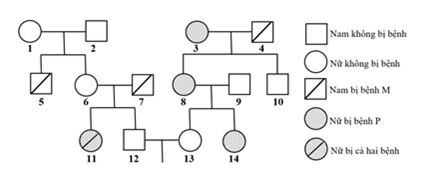 1 2 3 4
Nam không bị bệnh
Nữ không bị bệnh
5 6 7 8 9 10
Nam bị bệnh M
Nữ bị bệnh P
11 12 13 14
Nữ bị cả hai bệnh